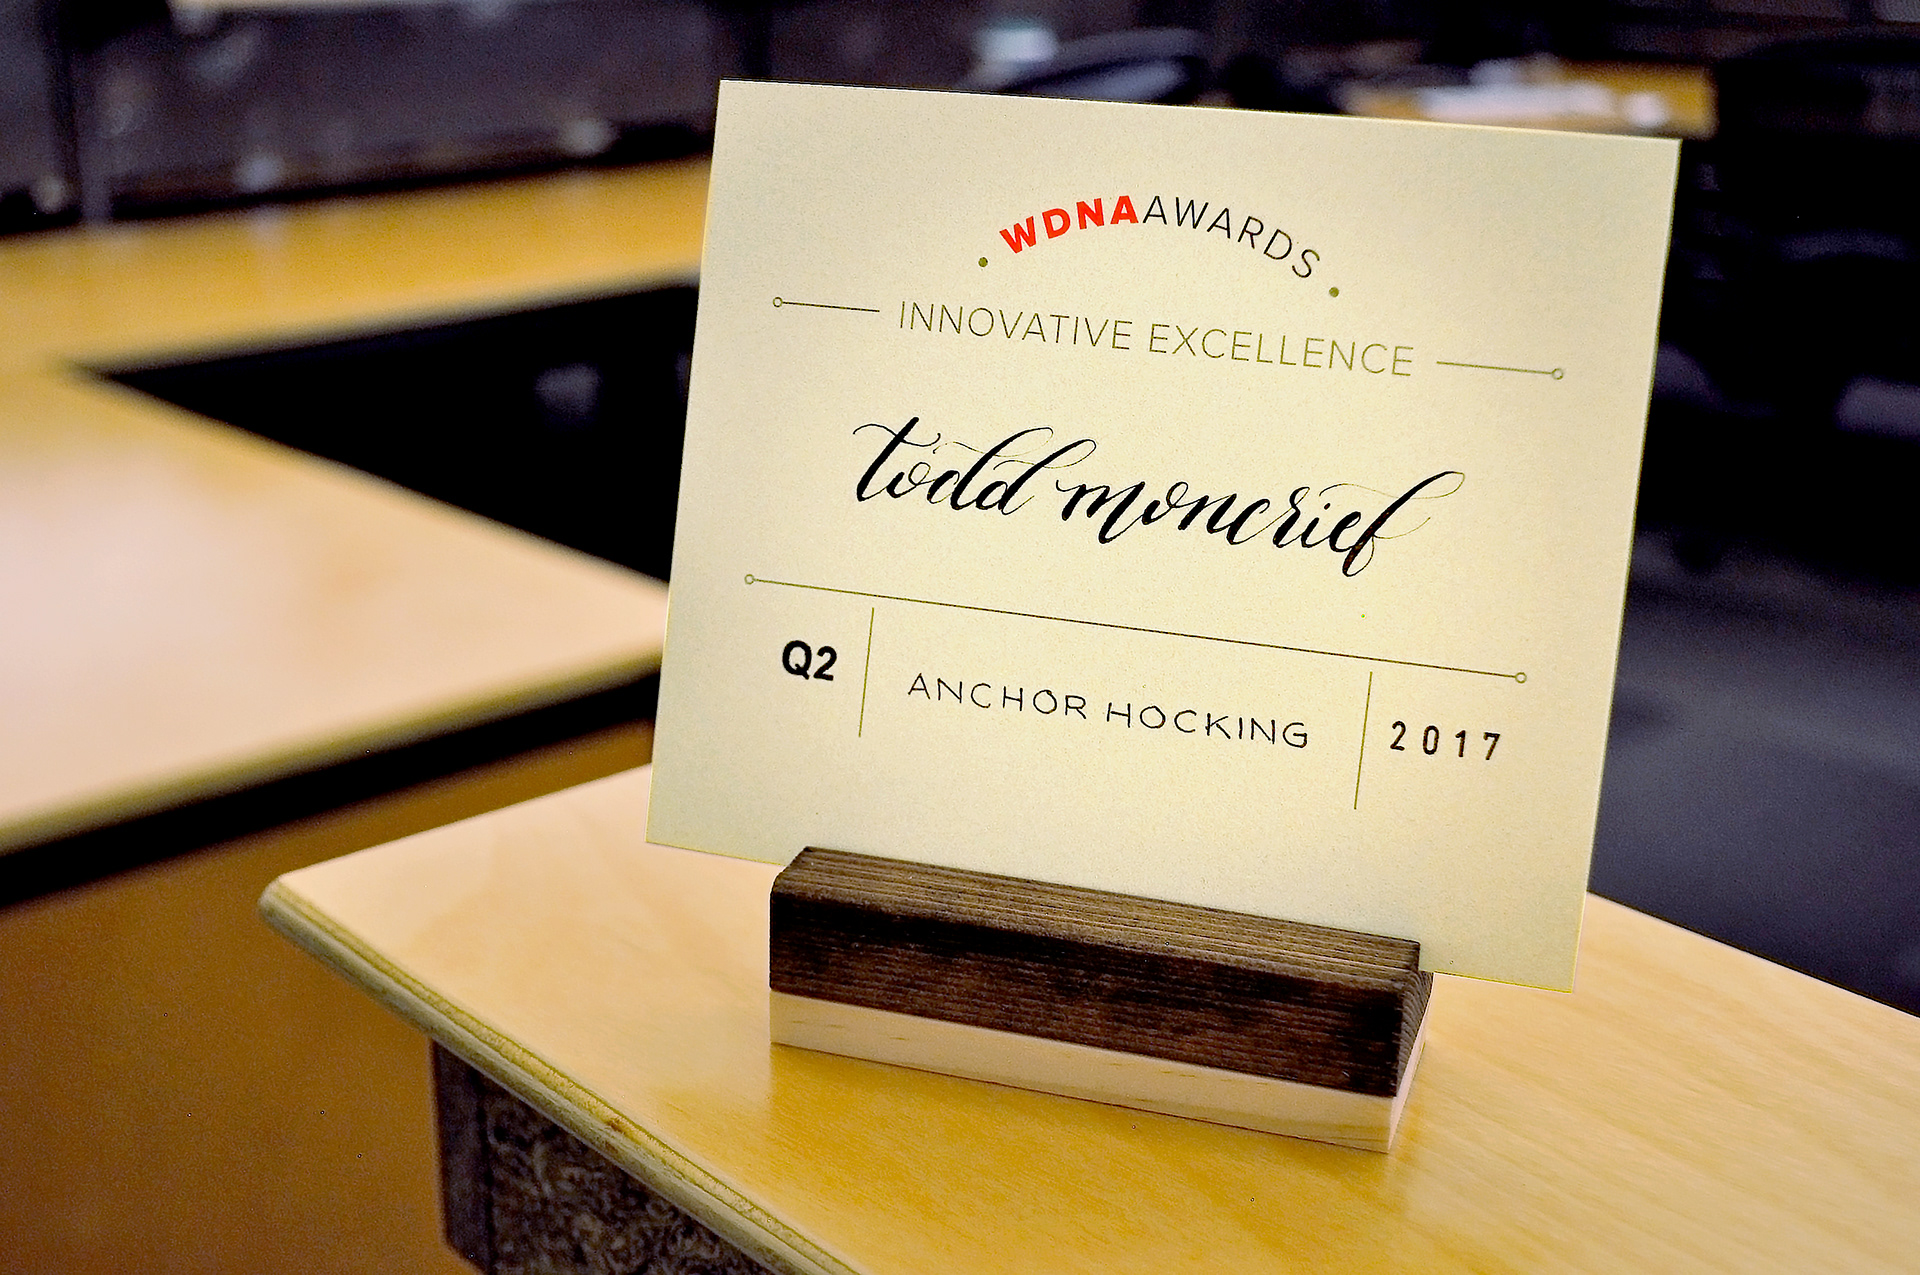 WDNAAWARDS
INNOVATIVE EXCELLENCE
todd moncrief
Q2
ANCHOR HOCKING
2017